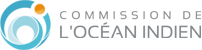 COMMISSION DE
L'OCÉAN INDIEN